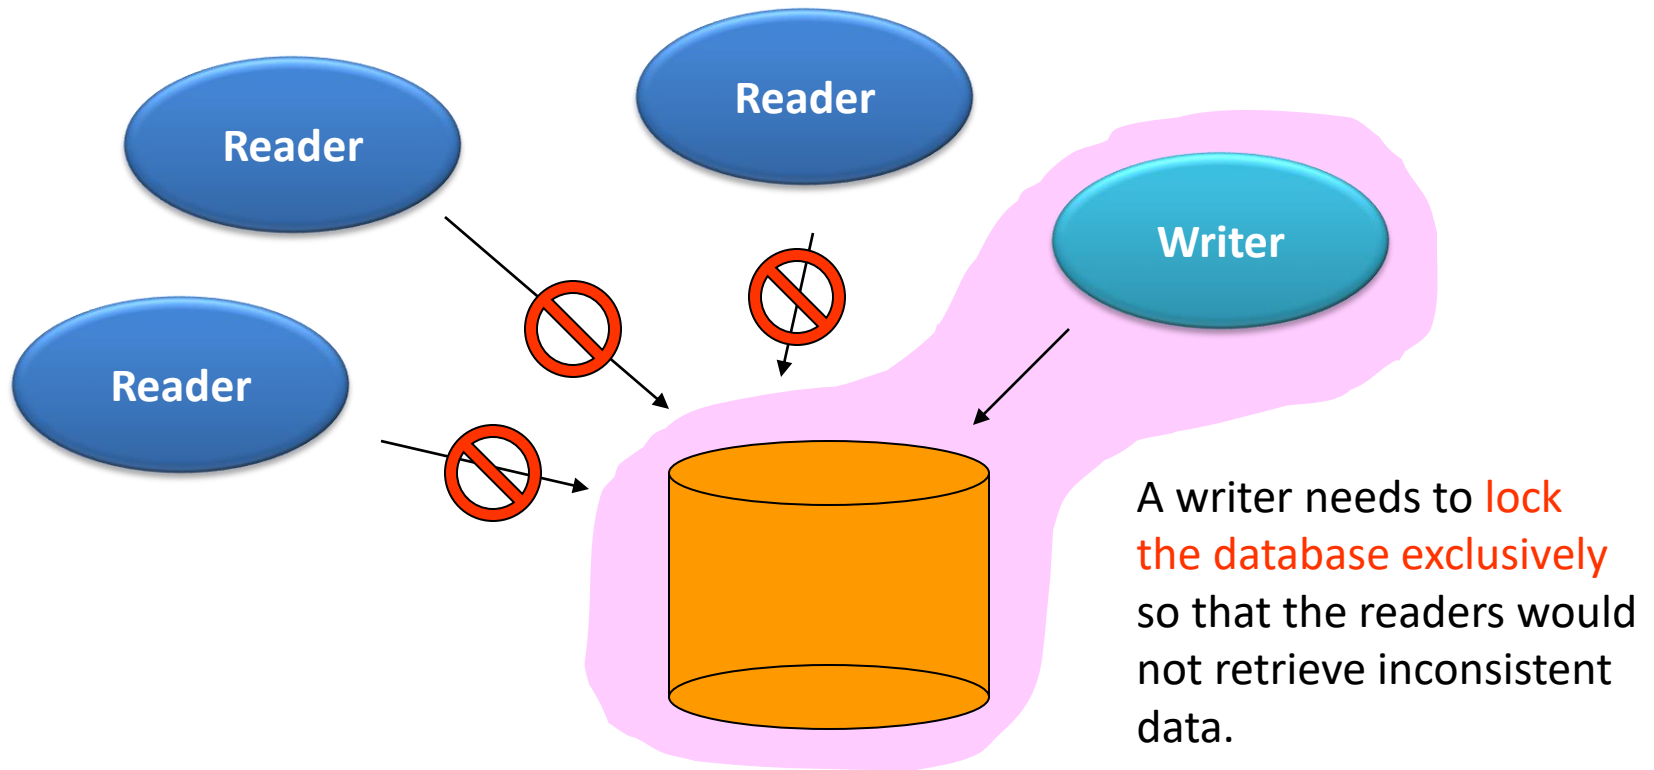 Reader
Reader
Writer
Reader
A writer needs to lock
the database exclusively
so that the readers would
not retrieve inconsistent
data.